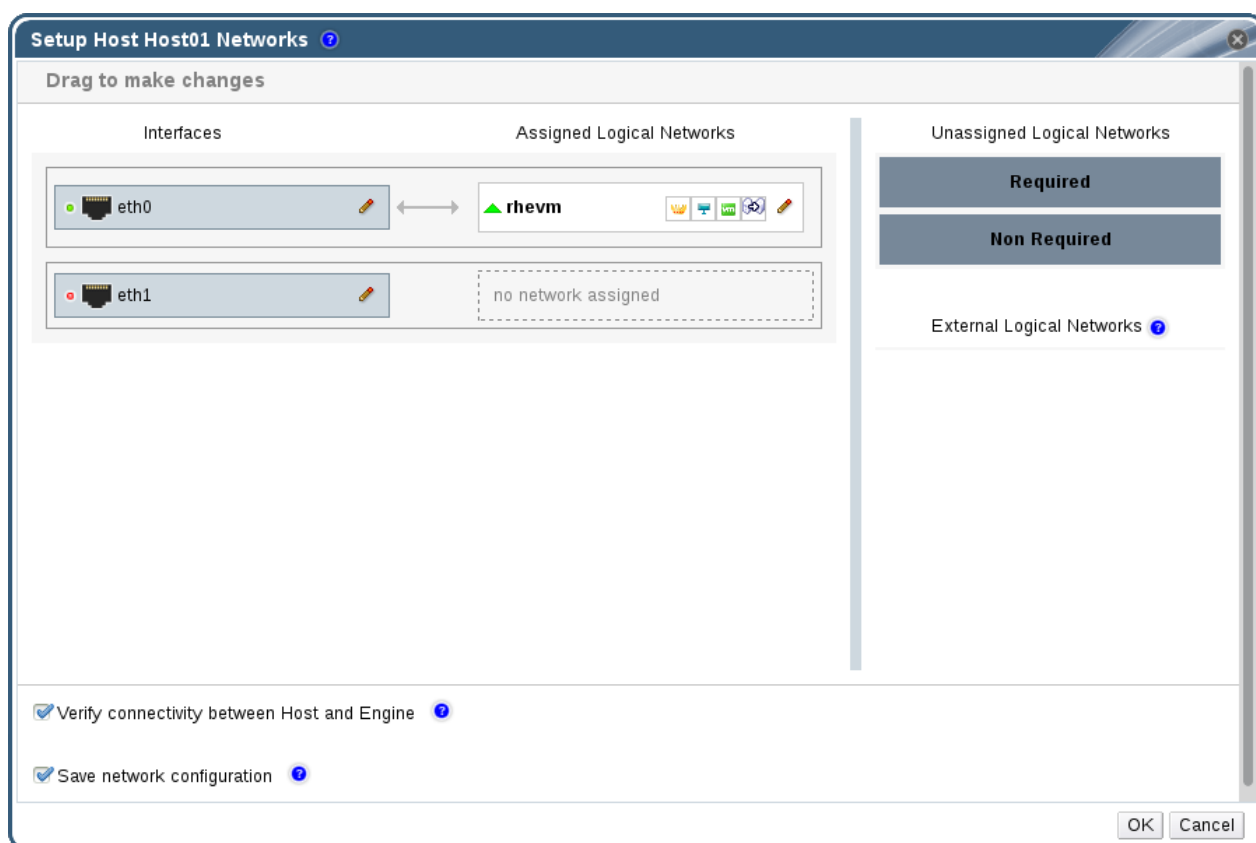 Setup Host Host01 Networks ?
Drag to make changes
Interfaces
Assigned Logical Networks
Unassigned Logical Networks
eth0
rhevm
vm
Required
Non Required
eth1
no network assigned
External Logical Networks ?
Verify connectivity between Host and Engine ?
Save network configuration ?
OK
Cancel